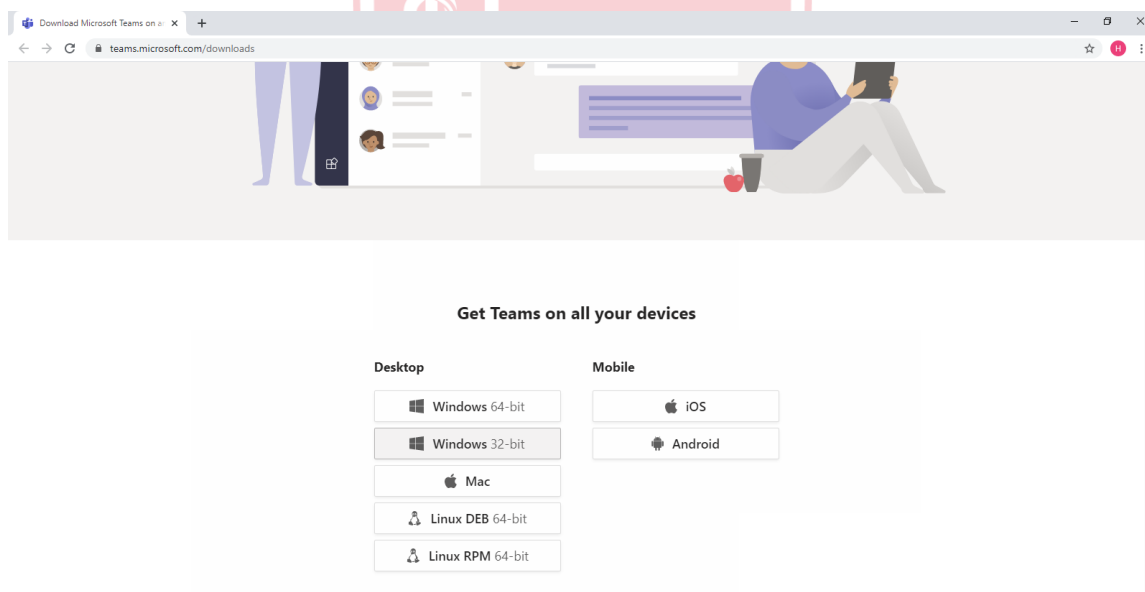 Download Microsoft Teams on a
teams.microsoft.com/downloads
H
Get Teams on all your devices
Desktop
Windows 64-bit
Windows 32-bit
Mac
Linux DEB 64-bit
Linux RPM 64-bit
Mobile
iOS
Android